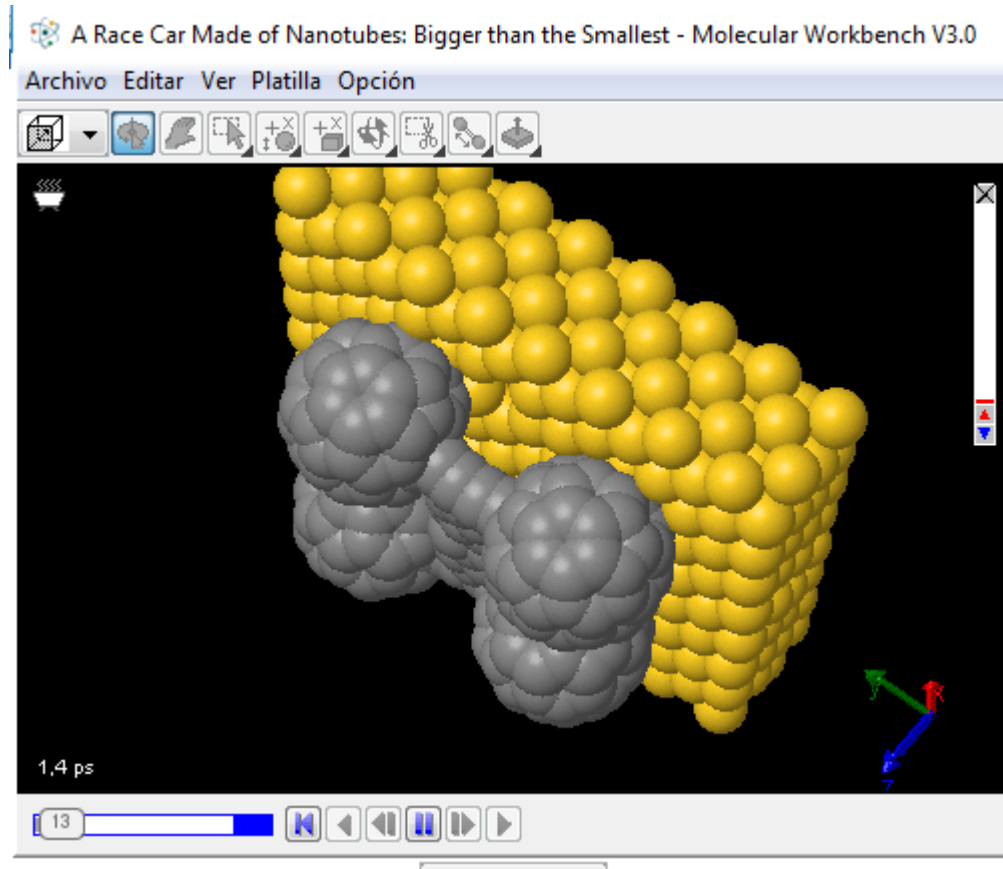 A Race Car Made of Nanotubes: Bigger than the Smallest - Molecular Workbench V3.0
Archivo Editar Ver Platilla Opción
1,4 ps
13